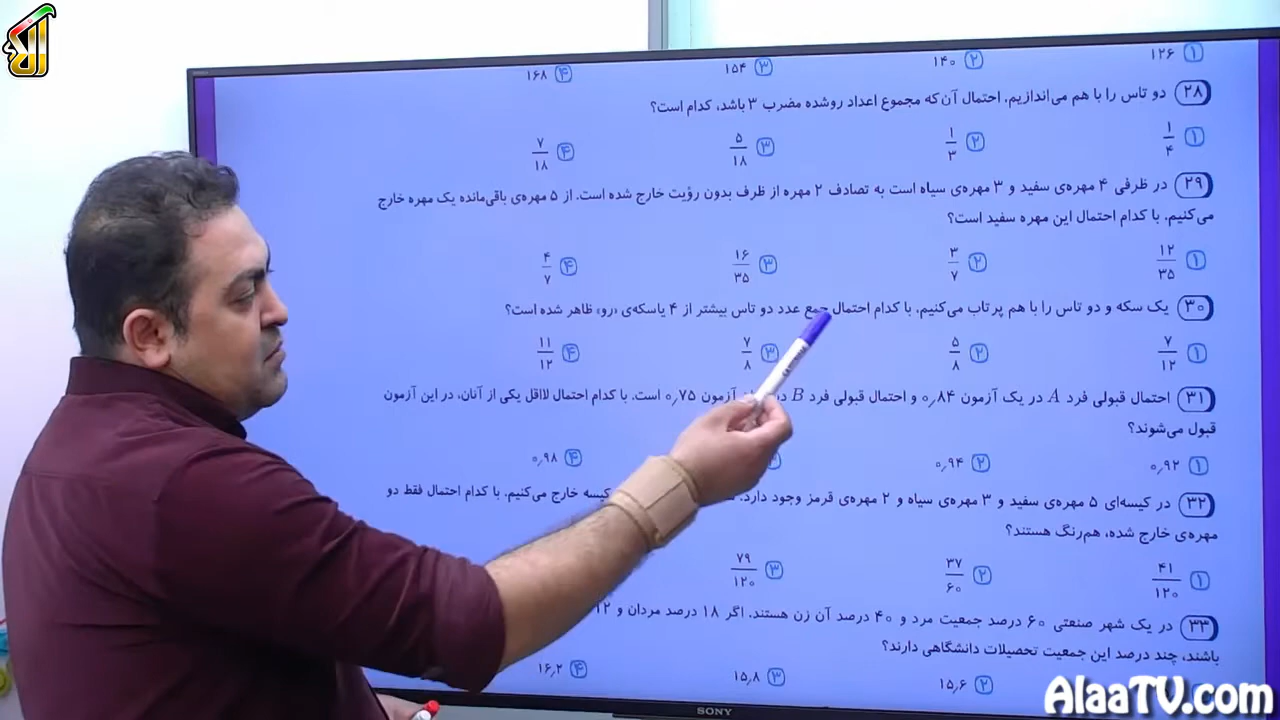 ۱ ۱۲۶ ۲ ۱۴۰ ۳ ۱۵۴ ۴ ۱۶۸
۲۸ دو تاس را با هم می‌اندازیم. احتمال آن‌که مجموع اعداد روشده مضرب ۳ باشد، کدام است؟
۱ ۱/۴ ۲ ۱/۳ ۳ ۵/۱۸ ۴ ۷/۱۸
۲۹ در ظرفی ۴ مهره‌ی سفید و ۳ مهره‌ی سیاه است به تصادف ۲ مهره از ظرف بدون رؤیت خارج شده است. از ۵ مهره‌ی باقی‌مانده یک مهره خارج
می‌کنیم. با کدام احتمال این مهره سفید است؟
۱ ۱۲/۳۵ ۲ ۳/۷ ۳ ۱۶/۳۵ ۴ ۴/۷
۳۰ یک سکه و دو تاس را با هم پرتاب می‌کنیم. با کدام احتمال جمع عدد دو تاس بیشتر از ۴ یاسکه‌ی «رو» ظاهر شده است؟
۱ ۷/۱۲ ۲ ۵/۸ ۳ ۷/۸ ۴ ۱۱/۱۲
۳۱ احتمال قبولی فرد A در یک آزمون ۰٫۸۴ و احتمال قبولی فرد B آزمون ۰٫۷۵ است. با کدام احتمال لااقل یکی از آنان، در این آزمون
قبول می‌شوند؟
۱ ۰٫۹۲ ۲ ۰٫۹۴ ۴ ۰٫۹۸
۳۲ در کیسه‌ای ۵ مهره‌ی سفید و ۳ مهره‌ی سیاه و ۲ مهره‌ی قرمز وجود دارد. کیسه خارج می‌کنیم. با کدام احتمال فقط دو
مهره‌ی خارج شده، هم‌رنگ هستند؟
۱ ۴۱/۱۲۰ ۲ ۳۷/۶۰ ۳ ۷۹/۱۲۰
۳۳ در یک شهر صنعتی ۶۰ درصد جمعیت مرد و ۴۰ درصد آن زن هستند. اگر ۱۸ درصد مردان و ۱۲
باشند، چند درصد این جمعیت تحصیلات دانشگاهی دارند؟
۲ ۱۵٫۶ ۳ ۱۵٫۸ ۴ ۱۶٫۲
SONY
AlaaTV.com